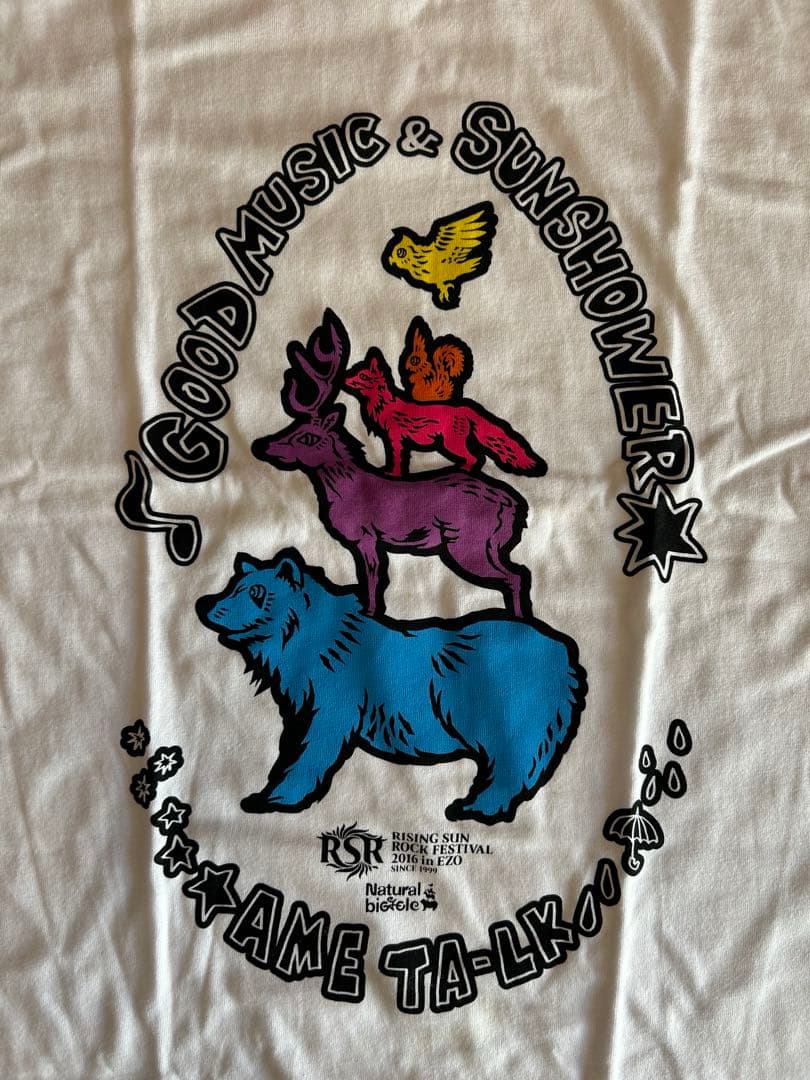 GOOD MUSIC & SUNSHOWER
RSR
RISING SUN
ROCK FESTIVAL
2016 in EZO
SINCE 1999
Natural
bicycle
AME TA-LK